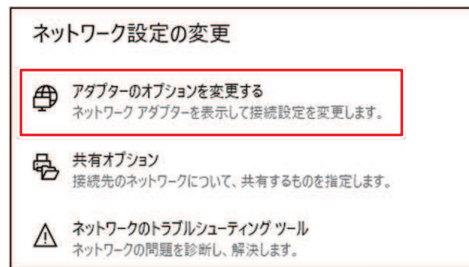 ネットワーク設定の変更
アダプターのオプションを変更する
ネットワーク アダプターを表示して接続設定を変更します。
共有オプション
接続先のネットワークについて、共有するものを指定します。
ネットワークのトラブルシューティング ツール
ネットワークの問題を診断し、解決します。